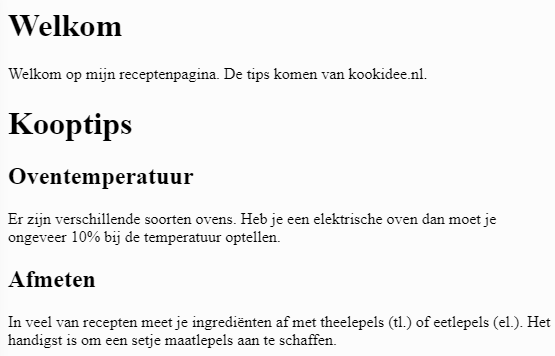 Welkom
Welkom op mijn receptenpagina. De tips komen van kookidee.nl.
Kooptips
Oventemperatuur
Er zijn verschillende soorten ovens. Heb je een elektrische oven dan moet je
ongeveer 10% bij de temperatuur optellen.
Afmeten
In veel van recepten meet je ingrediënten af met theelepels (tl.) of eetlepels (el.). Het
handigst is om een setje maatlepels aan te schaffen.